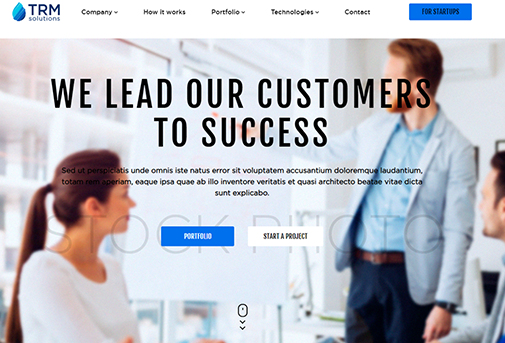 TRM
solutions
Company
How it works
Portfolio
Technologies
Contact
FOR STARTUPS
WE LEAD OUR CUSTOMERS
TO SUCCESS
Sed ut perspiciatis unde omnis iste natus error sit voluptatem accusantium doloremque laudantium,
totam rem aperiam, eaque ipsa quae ab illo inventore veritatis et quasi architecto beatae vitae dicta
sunt explicabo.
STOCK PHOTO
PORTFOLIO
START A PROJECT